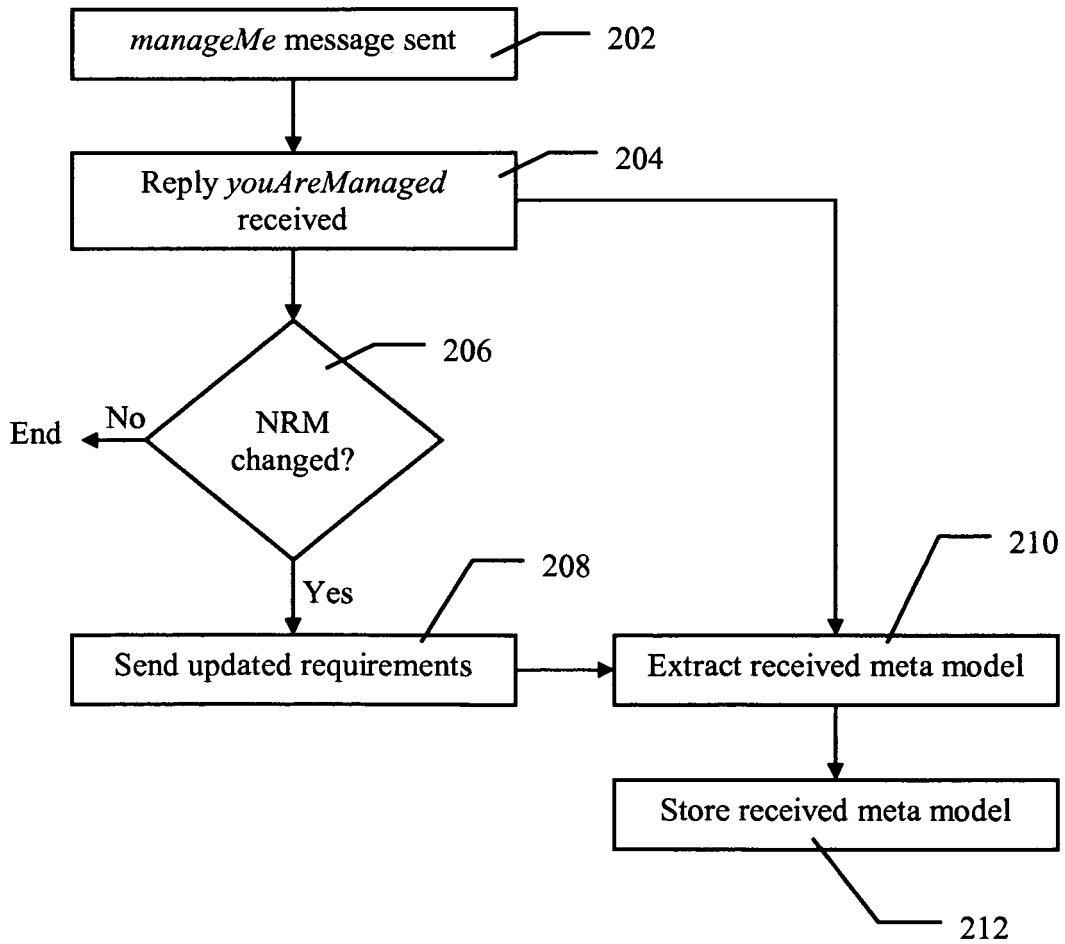 manageMe message sent
202
Reply youAreManaged
received
204
206
NRM
changed?
No
End
Yes
208
Send updated requirements
210
Extract received meta model
Store received meta model
212